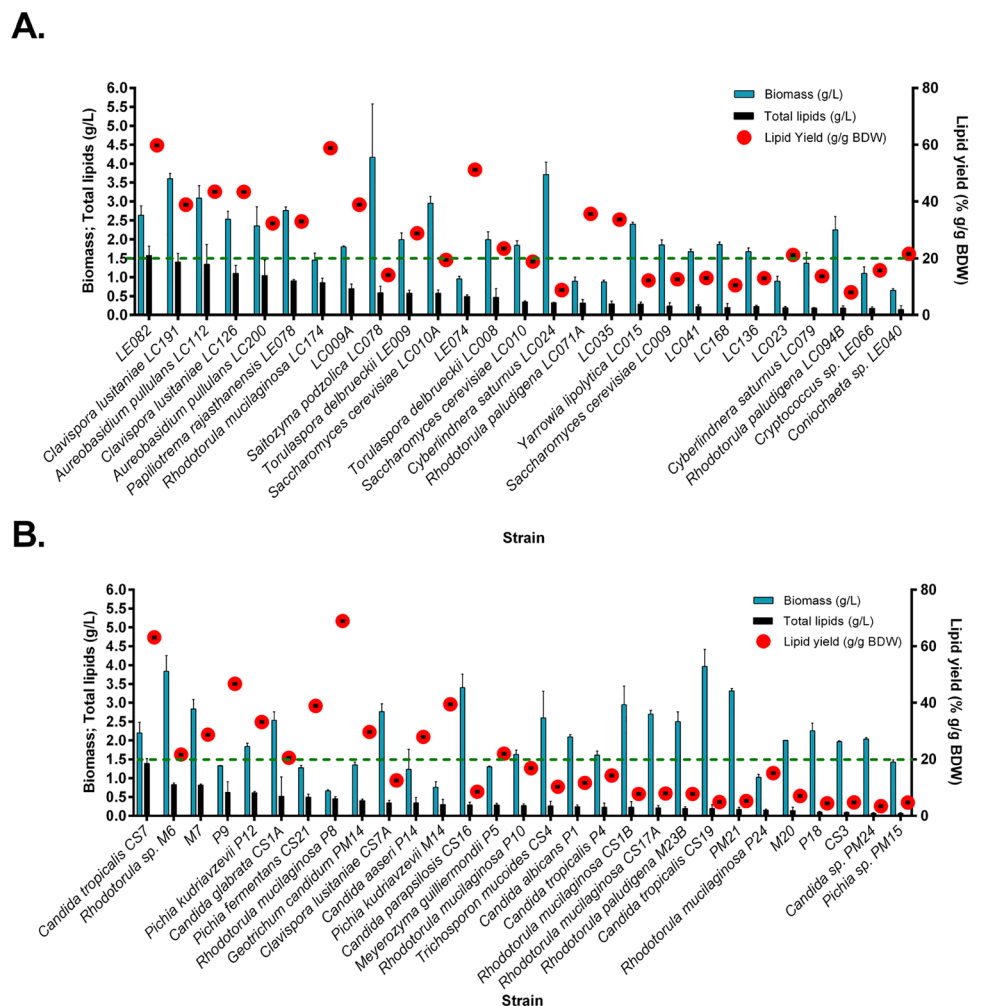 A.
Biomass (g/L)
Total lipids (g/L)
Lipid Yield (g/g BDW)
Biomass; Total lipids (g/L)
6.0
5.5
5.0
4.5
4.0
3.5
3.0
2.5
2.0
1.5
1.0
0.5
0.0
80
60
40
20
0
Lipid yield (% g/g BDW)
LE082
Clavispora lusitaniae LC191
Aureobasidium pullulans LC112
Clavispora lusitaniae LC126
Aureobasidium pullulans LC200
Papiliotrema rajasthanensis LE078
Rhodotorula mucilaginosa LC174
LC009A
Saitozyma podzolica LC078
Torulaspora delbrueckii LE009
Saccharomyces cerevisiae LC010A
LE074
Torulaspora delbrueckii LC008
Saccharomyces cerevisiae LC010
Cyberlindnera saturnus LC024
Rhodotorula paludigena LC071A
LC035
Yarrowia lipolytica LC015
Saccharomyces cerevisiae LC009
LC041
LC168
LC136
LC023
Cyberlindnera saturnus LC079
Rhodotorula paludigena LC094B
Cryptococcus sp. LE066
Coniochaeta sp. LE040
Strain
B.
Biomass (g/L)
Total lipids (g/L)
Lipid yield (g/g BDW)
Biomass; Total lipids (g/L)
6.0
5.5
5.0
4.5
4.0
3.5
3.0
2.5
2.0
1.5
1.0
0.5
0.0
80
60
40
20
0
Lipid yield (% g/g BDW)
Candida tropicalis CS7
Rhodotorula sp. M6
M7
P9
Pichia kudriavzevii P12
Candida glabrata CS1A
Pichia fermentans CS21
Rhodotorula mucilaginosa P8
Geotrichum candidum PM14
Clavispora lusitaniae CS7A
Candida aaseri P14
Pichia kudriavzevii M14
Candida parasilosis CS16
Meyerozyma guilliermondii P5
Rhodotorula mucilaginosa P10
Trichosporon mucoides CS4
Candida albicans P1
Candida tropicalis P4
Rhodotorula mucilaginosa CS1B
Rhodotorula mucilaginosa CS17A
Rhodotorula paludigena M23B
Candida tropicalis CS19
PM21
Rhodotorula mucilaginosa P24
M20
P18
CS3
Candida sp. PM24
Pichia sp. PM15
Strain